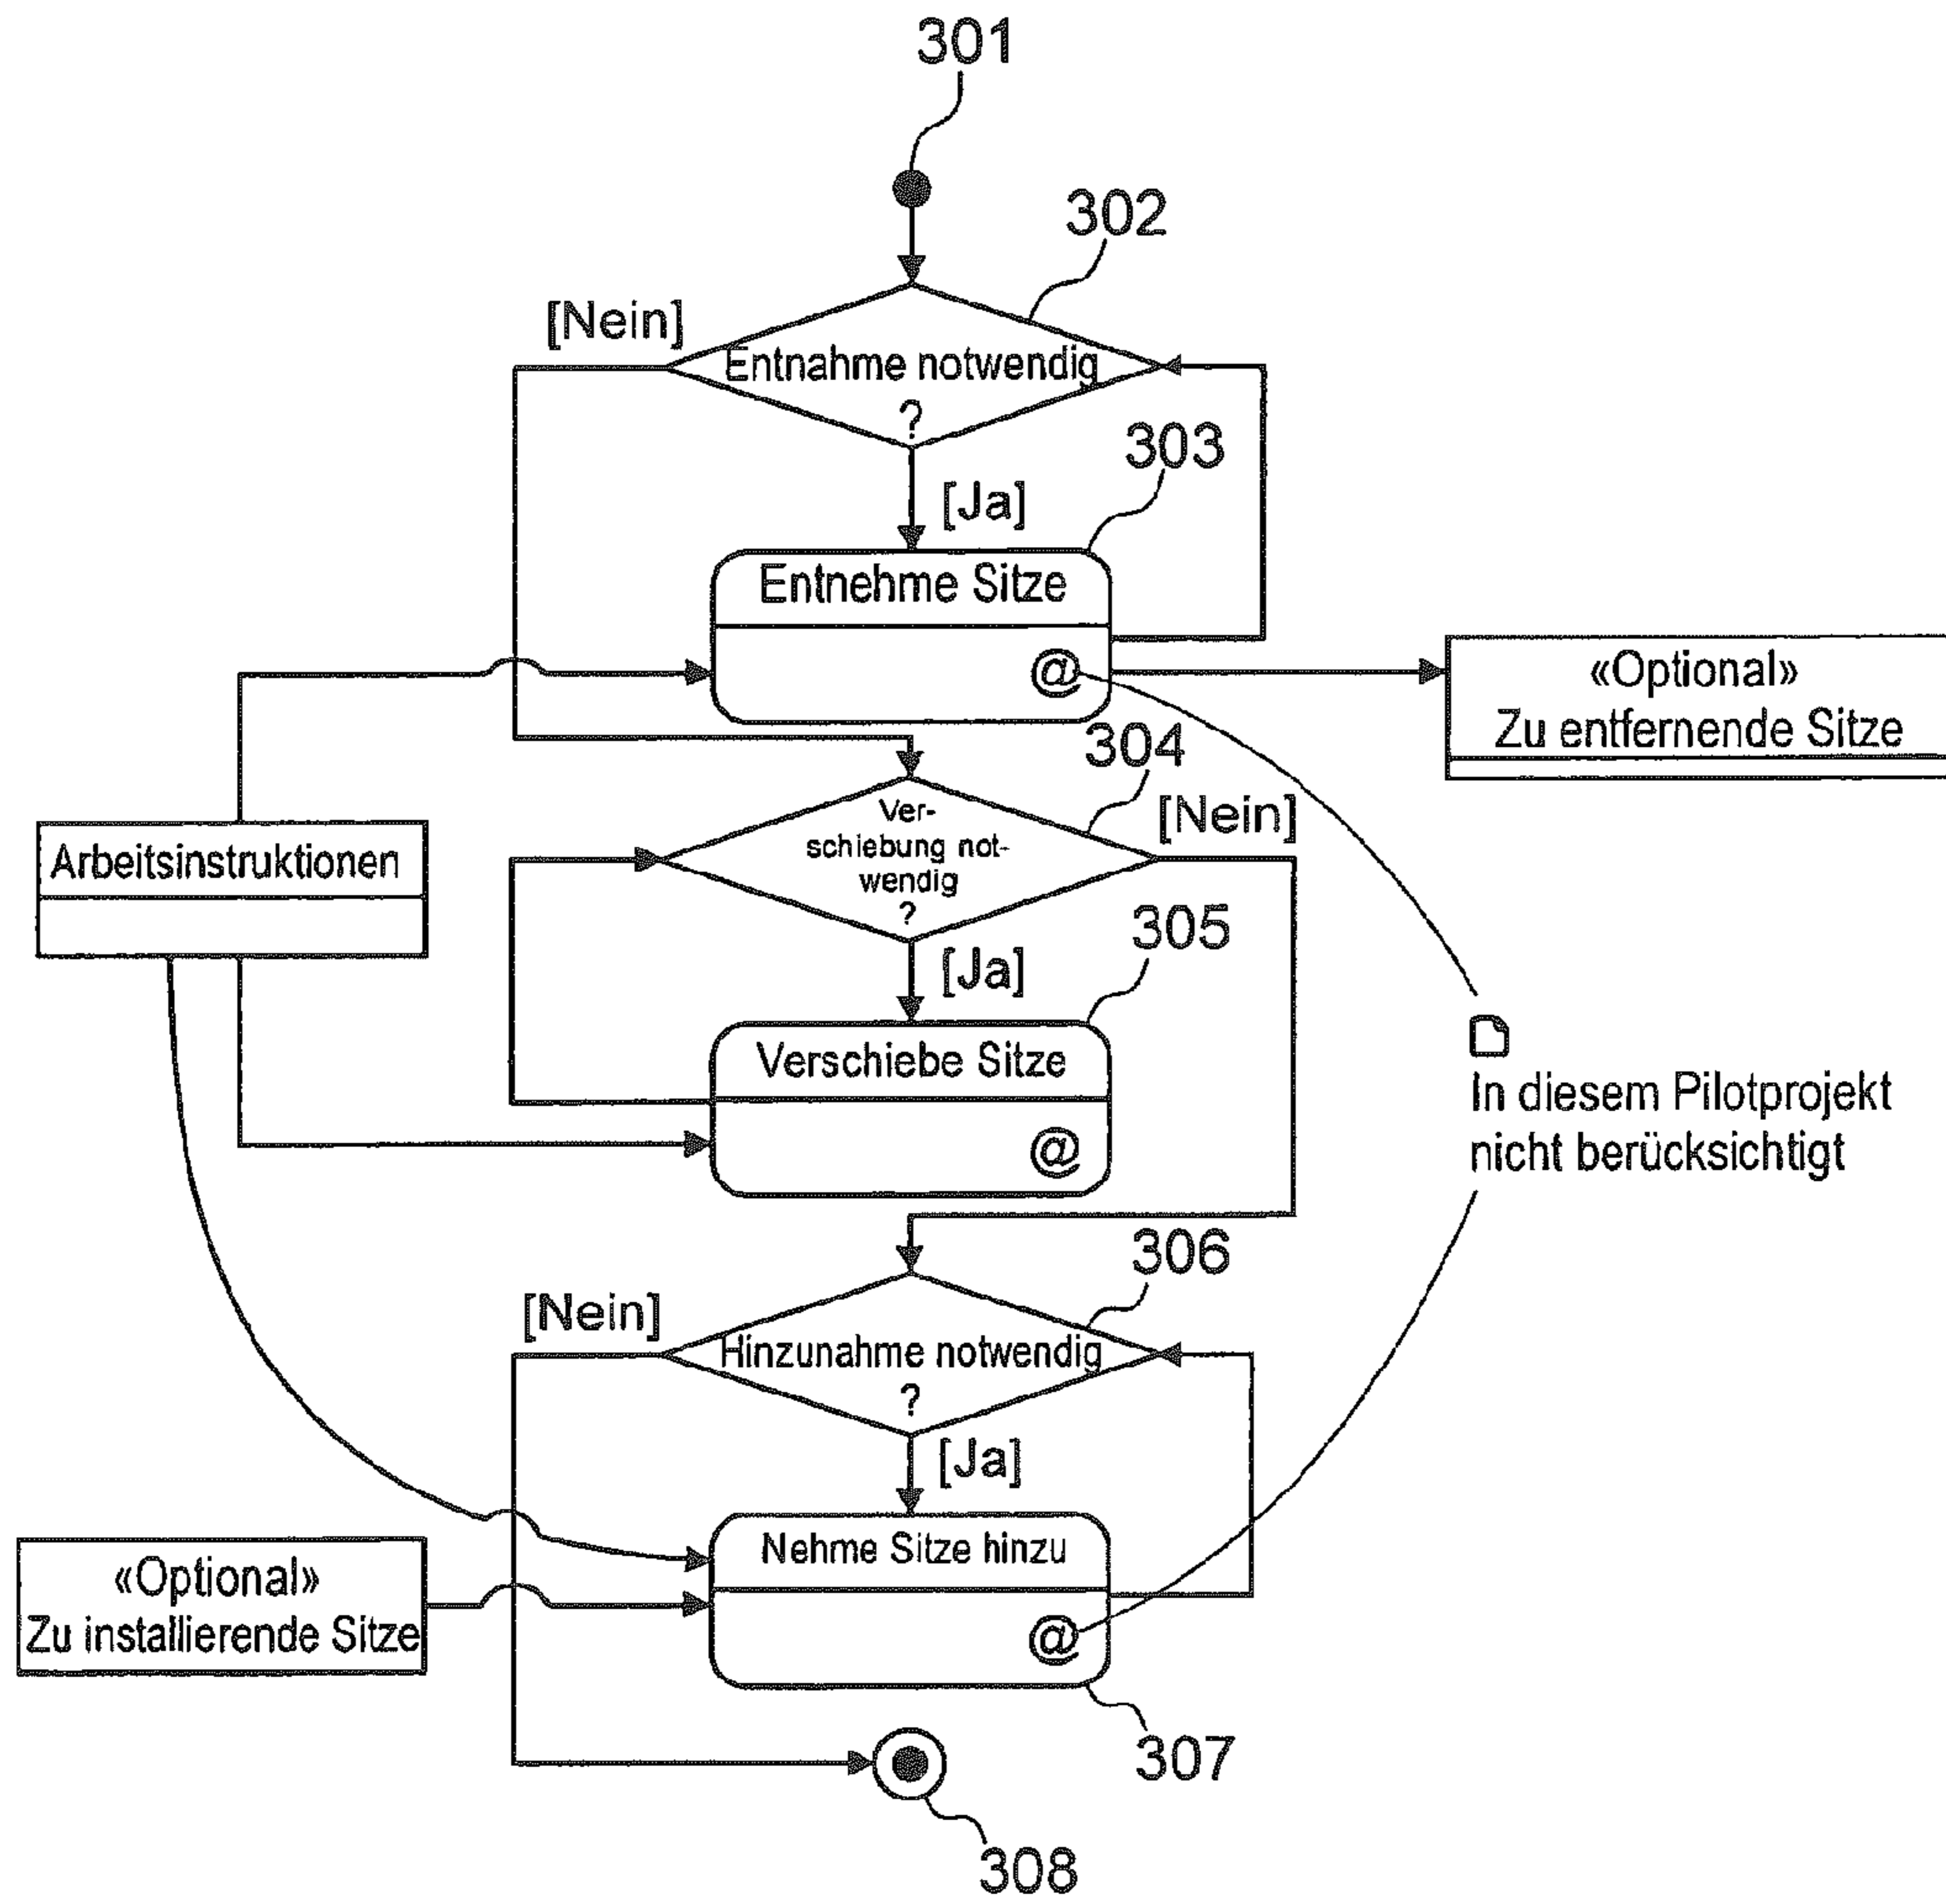 301
302
[Nein]
Entnahme notwendig
?
303
[Ja]
Entnehme Sitze
@
«Optional»
Zu entfernende Sitze
304
Ver-
schiebung not-
wendig
?
[Nein]
Arbeitsinstruktionen
305
[Ja]
Verschiebe Sitze
@
In diesem Pilotprojekt
nicht berücksichtigt
306
[Nein]
Hinzunahme notwendig
?
[Ja]
Nehme Sitze hinzu
@
«Optional»
Zu installierende Sitze
307
308